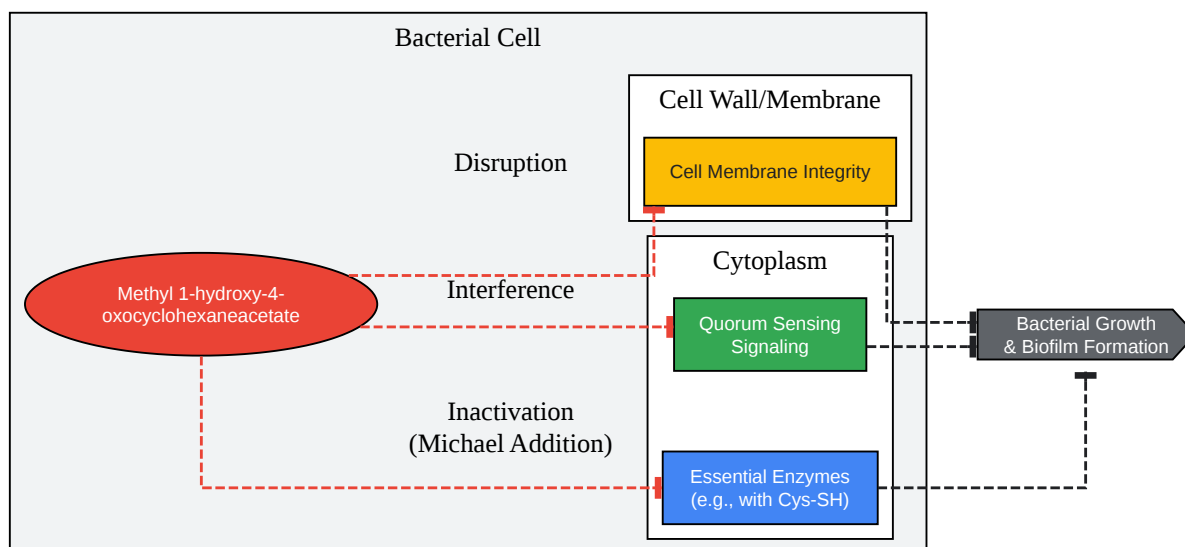 Bacterial Cell
Cell Wall/Membrane
Disruption
Cell Membrane Integrity
Cytoplasm
Methyl 1-hydroxy-4-
oxocyclohexaneacetate
Interference
Quorum Sensing
Signaling
Bacterial Growth
& Biofilm Formation
Inactivation
(Michael Addition)
Essential Enzymes
(e.g., with Cys-SH)